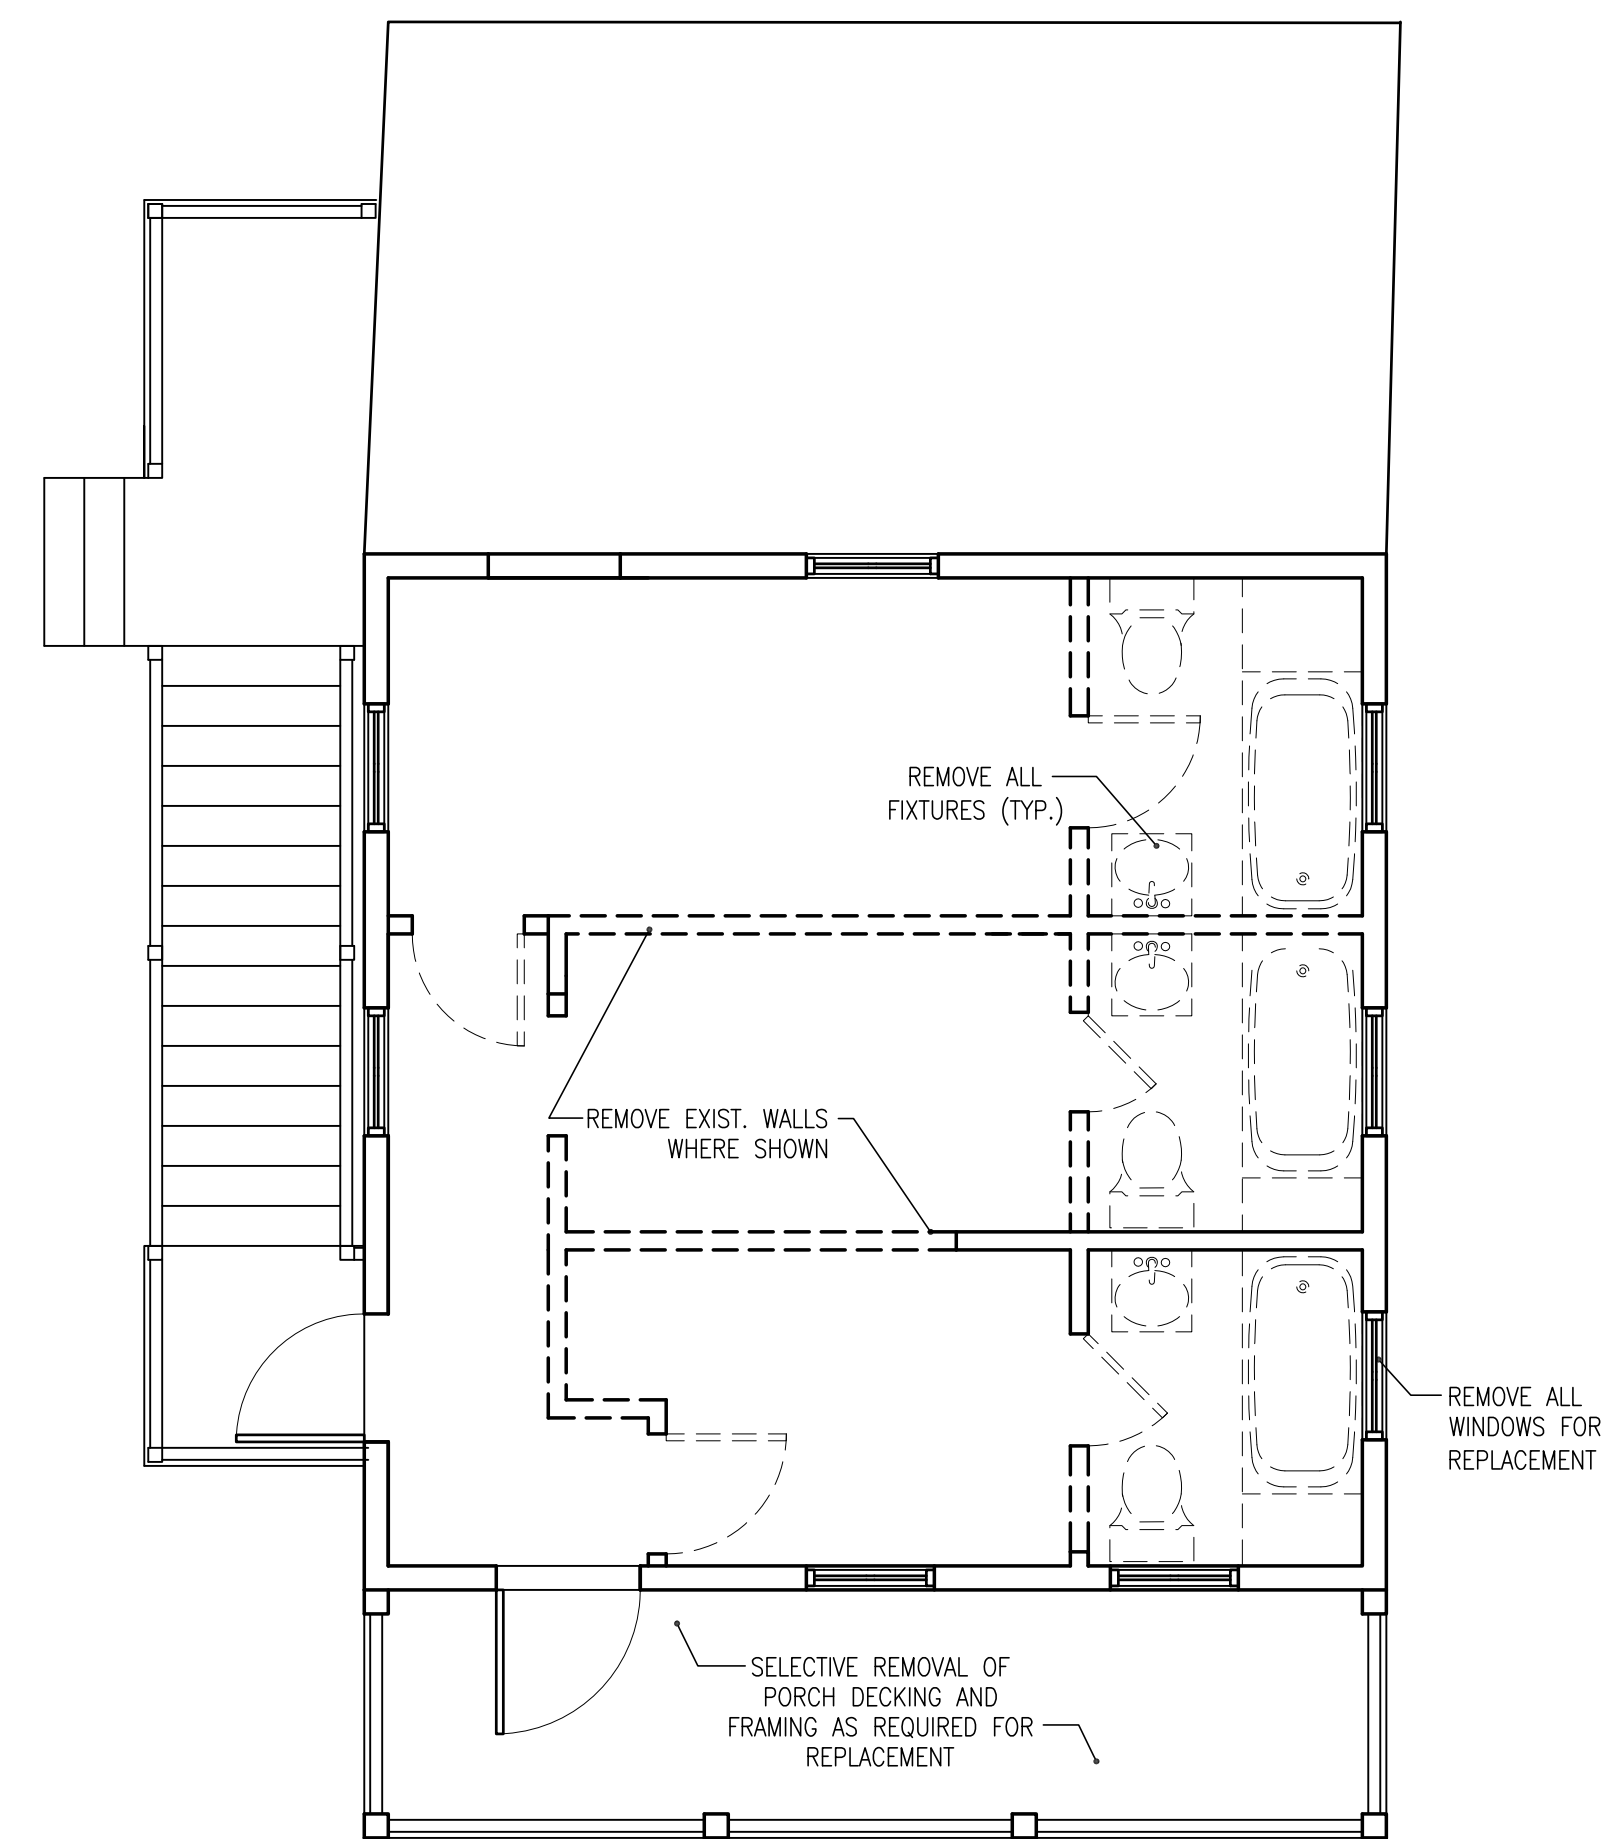 REMOVE ALL
FIXTURES (TYP.)
REMOVE EXIST. WALLS
WHERE SHOWN
REMOVE ALL
WINDOWS FOR
REPLACEMENT
SELECTIVE REMOVAL OF
PORCH DECKING AND
FRAMING AS REQUIRED FOR
REPLACEMENT